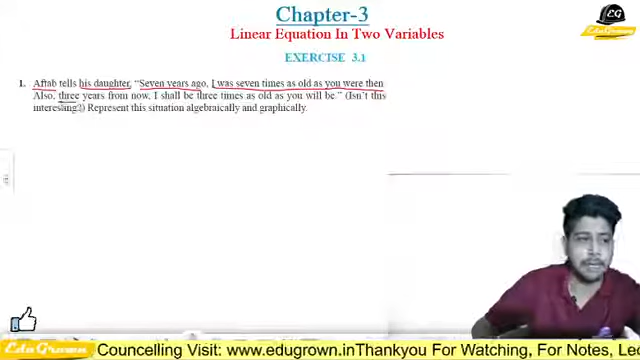 Chapter-3
EG
Linear Equation In Two Variables
EXERCISE 3.1
1. Aftab tells his daughter, "Seven years ago, I was seven times as old as you were then.
Also, three years from now, I shall be three times as old as you will be." (Isn't this
interesting?) Represent this situation algebraically and graphically.
Edu Grown Councelling Visit: www.edugrown.inThankyou For Watching, For Notes, Le